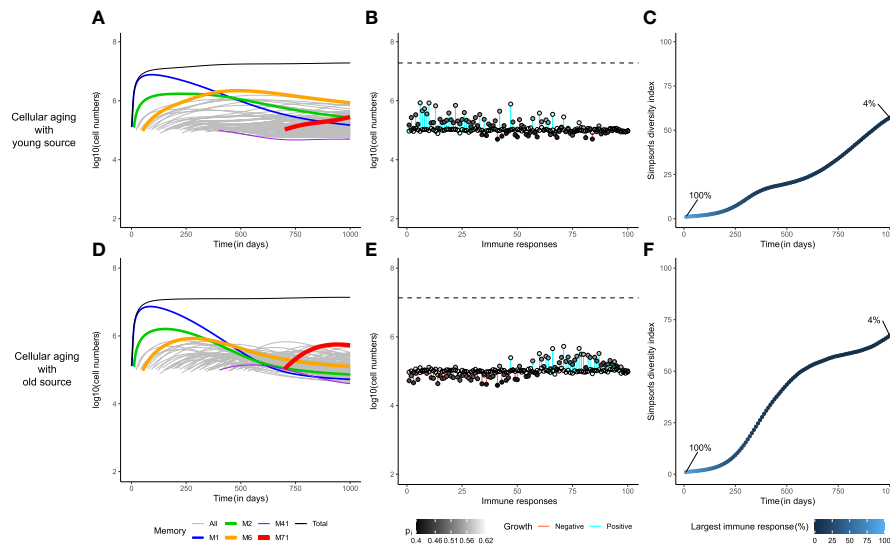 A
B
C
Cellular aging
with
young source
log10(cell numbers)
8
6
4
2
0
250
500
750
1000
Time(in days)
log10(cell numbers)
8
6
4
2
0
25
50
75
100
Immune responses
Simpson's diversity index
100
75
50
25
0
100%
4%
0
250
500
750
1000
Time(in days)
D
E
F
Cellular aging
with
old source
log10(cell numbers)
8
6
4
2
0
250
500
750
1000
Time(in days)
log10(cell numbers)
8
6
4
2
0
25
50
75
100
Immune responses
Simpson's diversity index
100
75
50
25
0
100%
4%
0
250
500
750
1000
Time(in days)
Memory
All M2 M41 Total
M1 M6 M71
pi
0.4 0.46 0.51 0.56 0.62
Growth Negative Positive
Largest immune response(%)
0 25 50 75 100